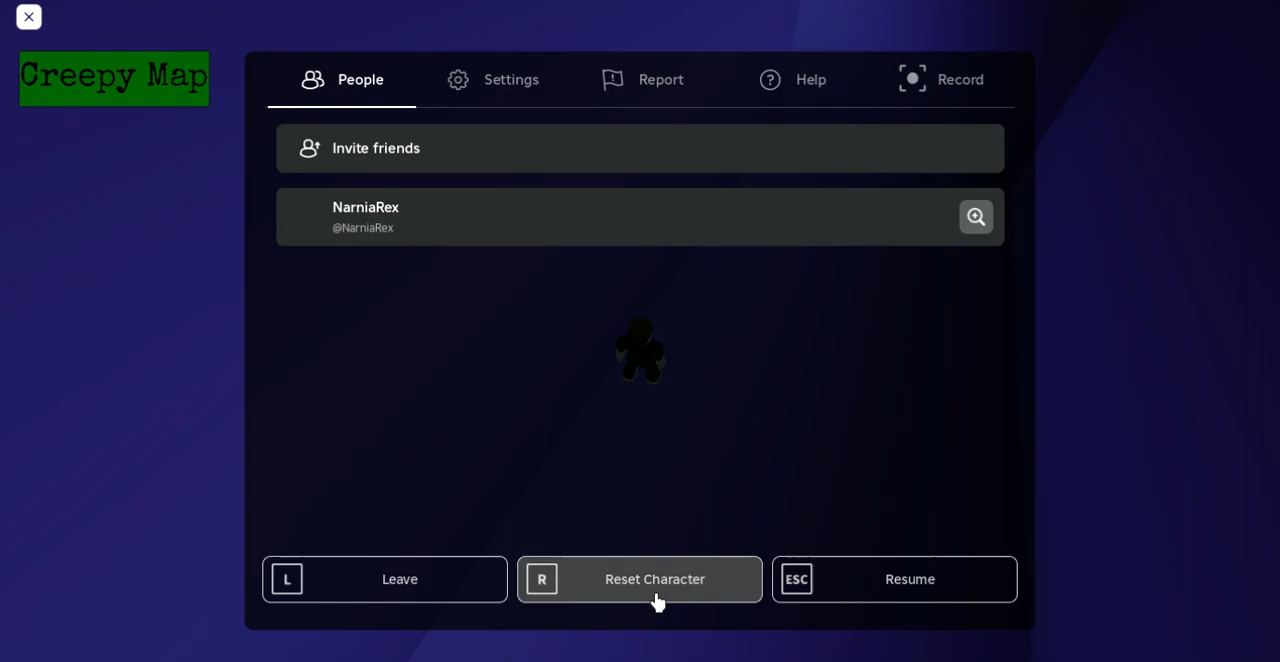 Creepy Map
People
Settings
Report
Help
Record
Invite friends
NarniaRex
@NarniaRex
L Leave
R Reset Character
ESC Resume